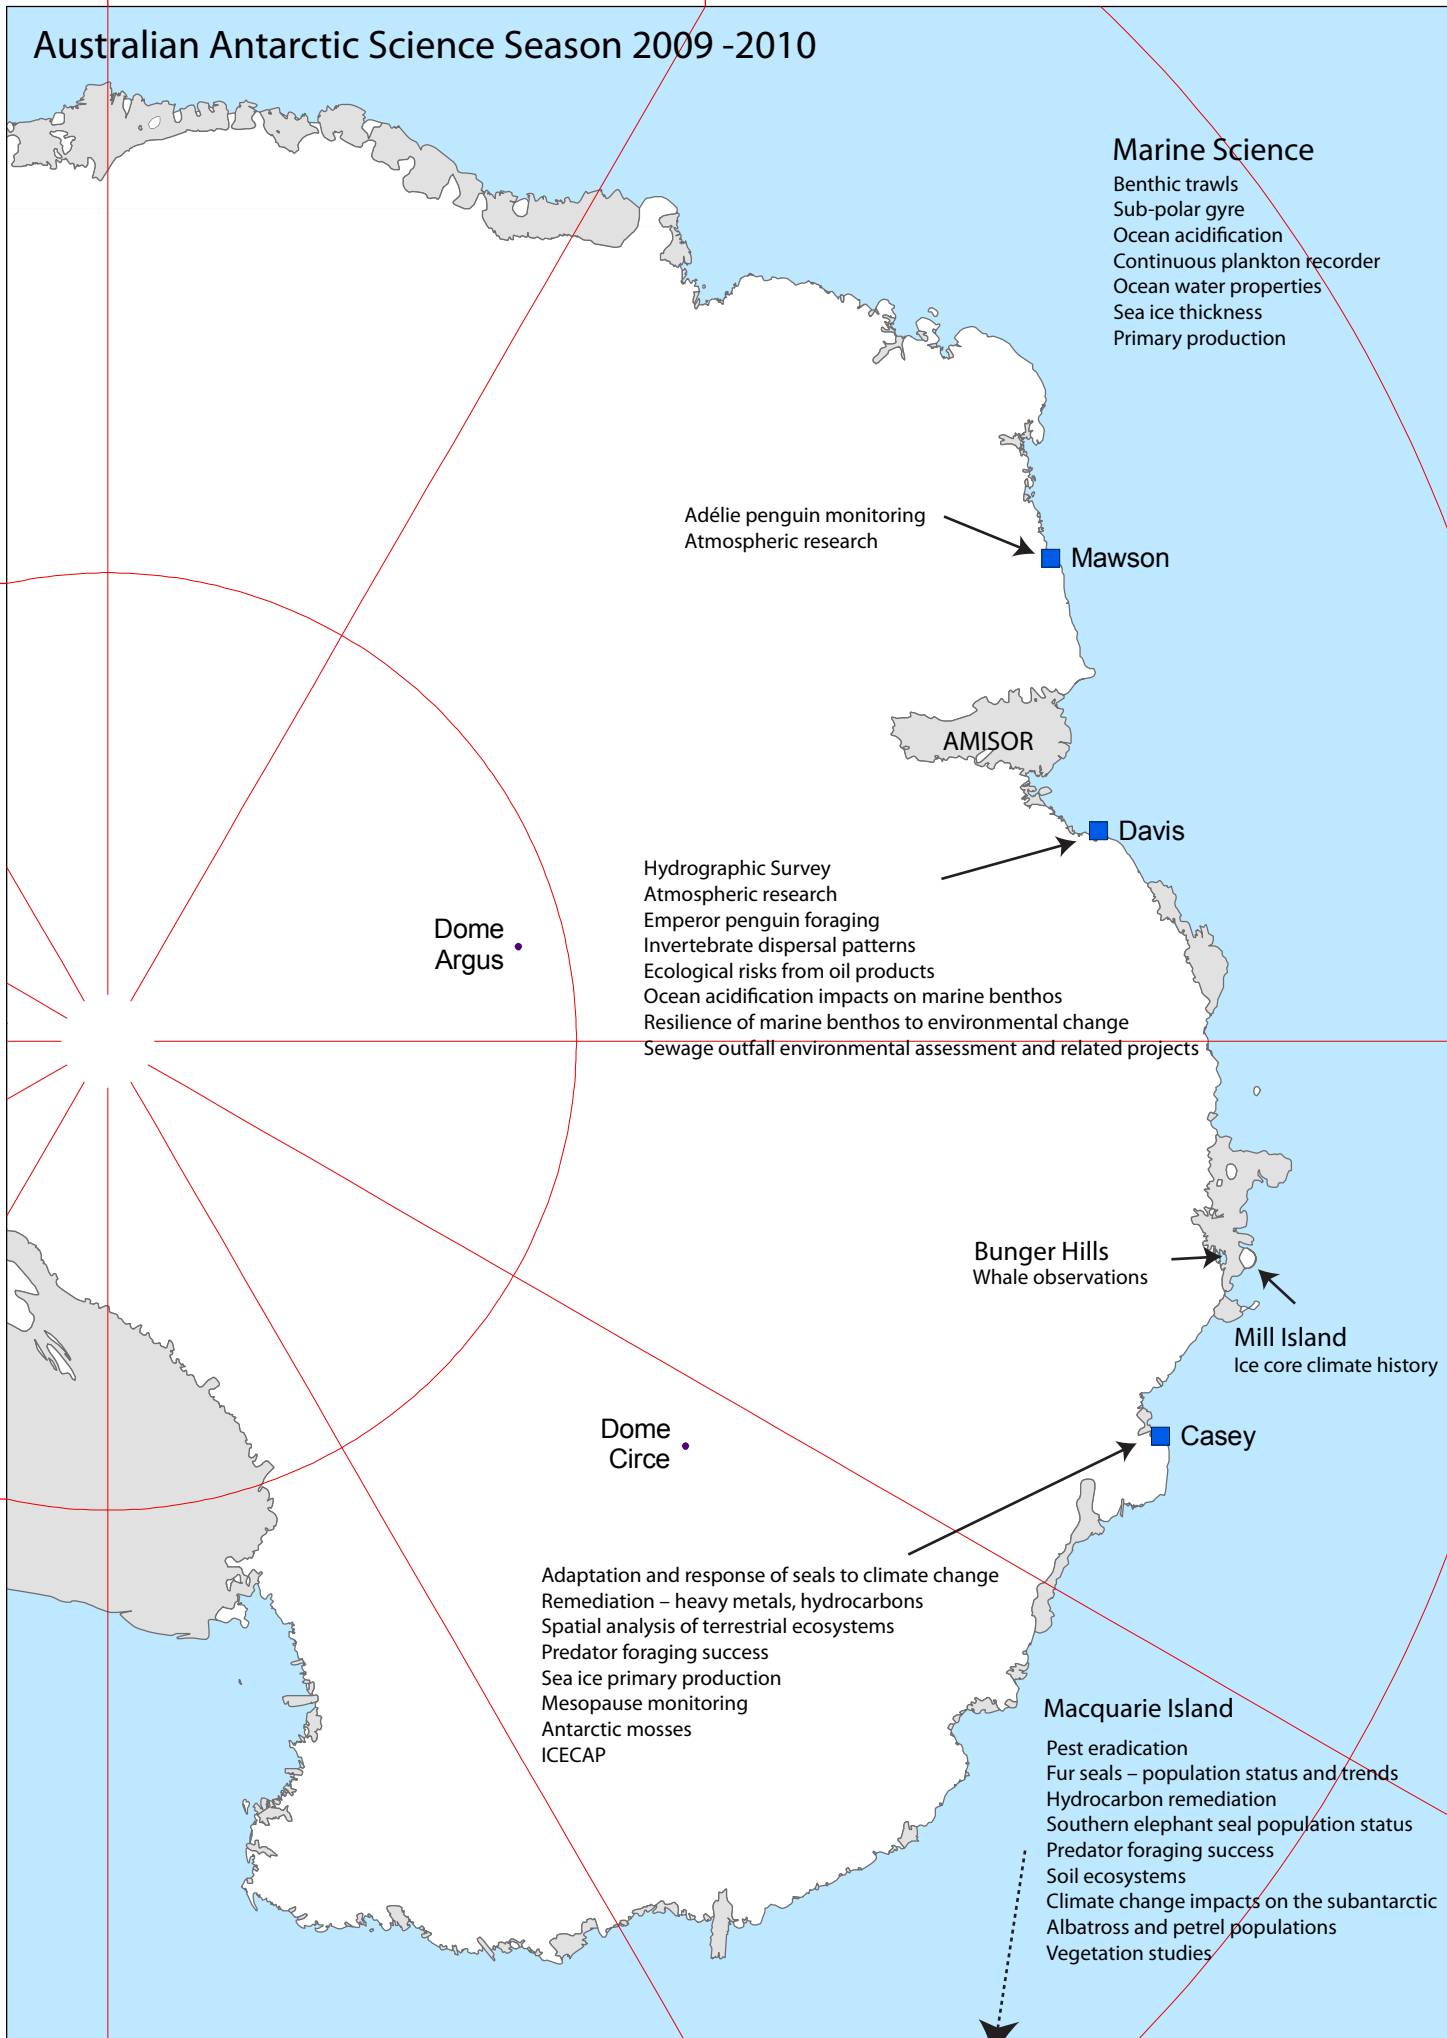 Australian Antarctic Science Season 2009 -2010
Marine Science
Benthic trawls
Sub-polar gyre
Ocean acidification
Continuous plankton recorder
Ocean water properties
Sea ice thickness
Primary production
Adélie penguin monitoring
Atmospheric research
Mawson
AMISOR
Davis
Hydrographic Survey
Atmospheric research
Emperor penguin foraging
Invertebrate dispersal patterns
Ecological risks from oil products
Ocean acidification impacts on marine benthos
Resilience of marine benthos to environmental change
Sewage outfall environmental assessment and related projects
Dome
Argus
Bunger Hills
Whale observations
Mill Island
Ice core climate history
Dome
Circe
Casey
Adaptation and response of seals to climate change
Remediation – heavy metals, hydrocarbons
Spatial analysis of terrestrial ecosystems
Predator foraging success
Sea ice primary production
Mesopause monitoring
Antarctic mosses
ICECAP
Macquarie Island
Pest eradication
Fur seals – population status and trends
Hydrocarbon remediation
Southern elephant seal population status
Predator foraging success
Soil ecosystems
Climate change impacts on the subantarctic
Albatross and petrel populations
Vegetation studies